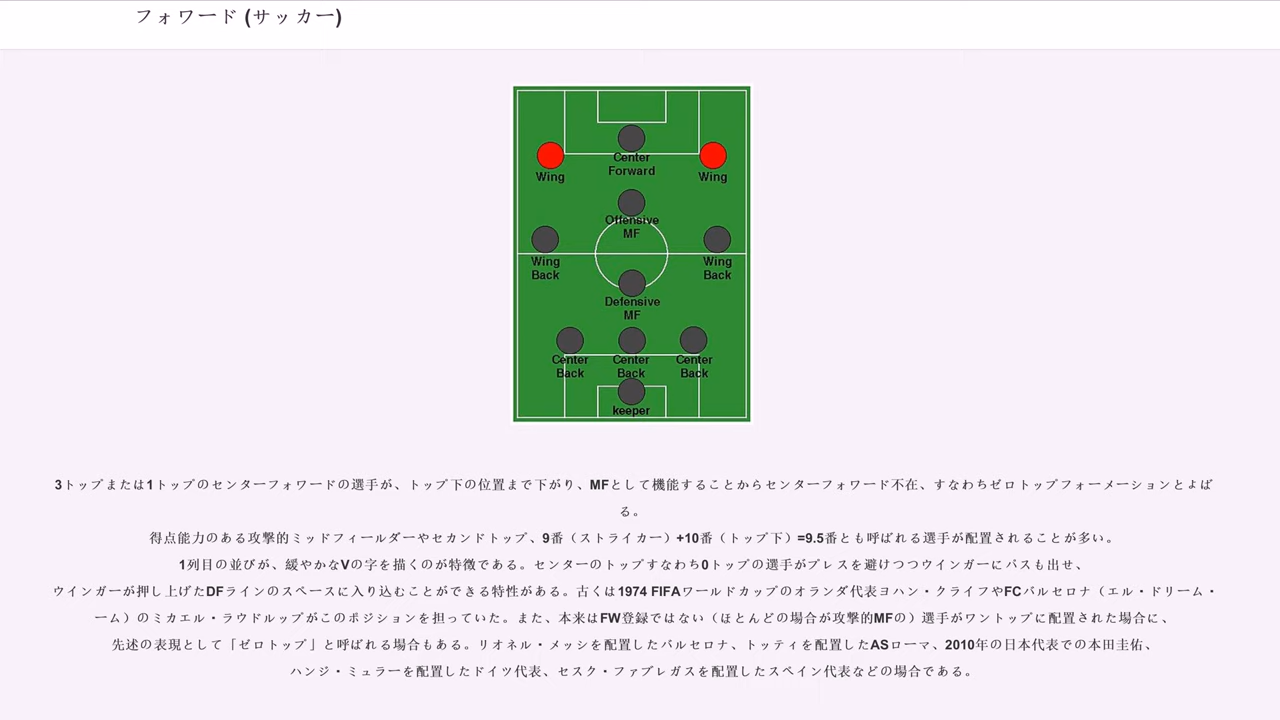 フォワード (サッカー)
Center
Forward
Wing
Wing
Offensive
MF
Wing
Back
Wing
Back
Defensive
MF
Center
Back
Center
Back
Center
Back
keeper
3トップまたは1トップのセンターフォワードの選手が、トップ下の位置まで下がり、MFとして機能することからセンターフォワード不在、すなわちゼロトップフォーメーションとよば
る。
得点能力のある攻撃的ミッドフィールダーやセカンドトップ、9番（ストライカー）+10番（トップ下）=9.5番とも呼ばれる選手が配置されることが多い。
1列目の並びが、緩やかなVの字を描くのが特徴である。センターのトップすなわち0トップの選手がプレスを避けつつウインガーにパスも出せ、
ウインガーが押し上げたDFラインのスペースに入り込むことができる特性がある。古くは1974 FIFAワールドカップのオランダ代表ヨハン・クライフやFCバルセロナ（エル・ドリーム・
ーム）のミカエル・ラウドルップがこのポジションを担っていた。また、本来はFW登録ではない（ほとんどの場合が攻撃的MFの）選手がワントップに配置された場合に、
先述の表現として「ゼロトップ」と呼ばれる場合もある。リオネル・メッシを配置したバルセロナ、トッティを配置したASローマ、2010年の日本代表での本田圭佑、
ハンジ・ミュラーを配置したドイツ代表、セスク・ファブレガスを配置したスペイン代表などの場合である。